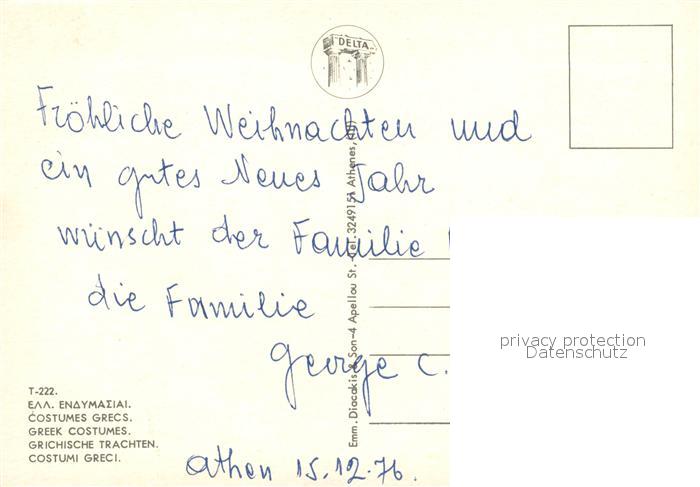 DELTA
Fröhliche Weihnachten und
ein gutes Neues Jahr
wünscht der Familie
die Familie
George C.
Athen 15.12.76.
Emm. Diacakis & Son-4 Apellou St.-Tel. 3249151 Athenes,
T-222.
ΕΛΛ. ΕΝΔΥΜΑΣΙΑΙ.
COSTUMES GRECS.
GREEK COSTUMES.
GRICHISCHE TRACHTEN.
COSTUMI GRECI.
privacy protection
Datenschutz